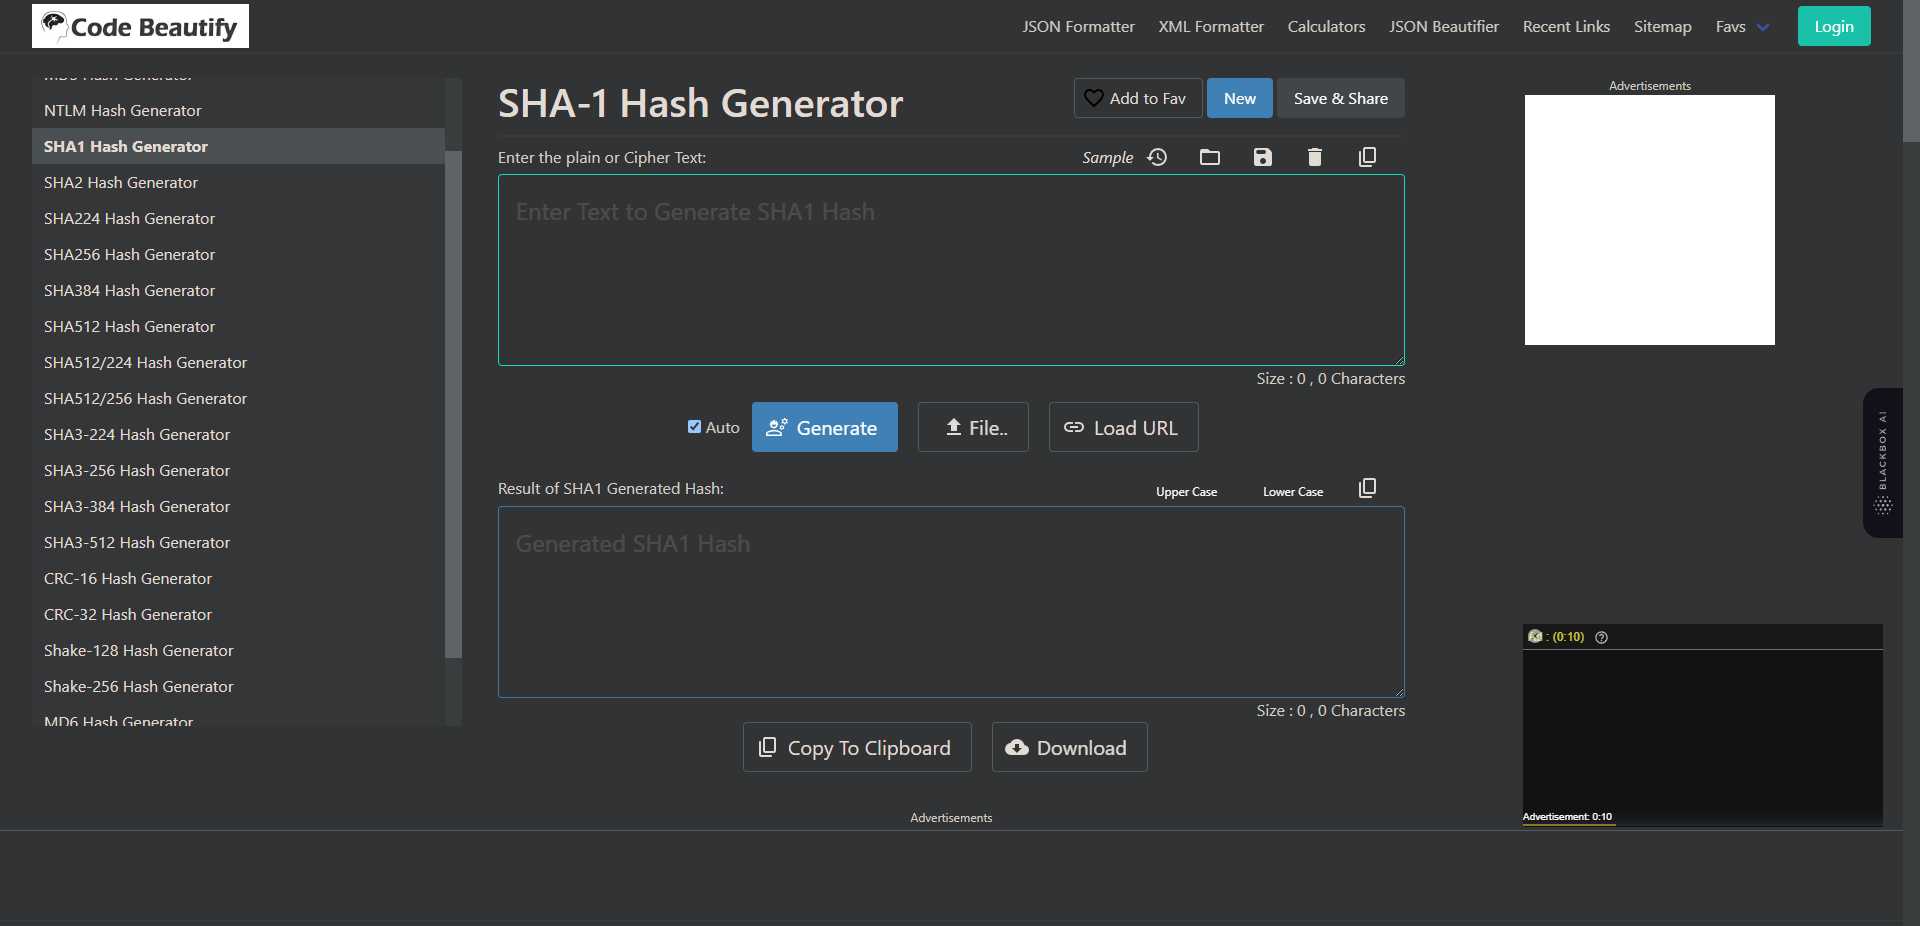 Code Beautify
JSON Formatter
XML Formatter
Calculators
JSON Beautifier
Recent Links
Sitemap
Favs
Login
NTLM Hash Generator
SHA1 Hash Generator
SHA2 Hash Generator
SHA224 Hash Generator
SHA256 Hash Generator
SHA384 Hash Generator
SHA512 Hash Generator
SHA512/224 Hash Generator
SHA512/256 Hash Generator
SHA3-224 Hash Generator
SHA3-256 Hash Generator
SHA3-384 Hash Generator
SHA3-512 Hash Generator
CRC-16 Hash Generator
CRC-32 Hash Generator
Shake-128 Hash Generator
Shake-256 Hash Generator
MD6 Hash Generator
SHA-1 Hash Generator
Add to Fav
New
Save & Share
Enter the plain or Cipher Text:
Sample
Enter Text to Generate SHA1 Hash
Size : 0 , 0 Characters
Auto
Generate
File..
Load URL
Result of SHA1 Generated Hash:
Upper Case
Lower Case
Generated SHA1 Hash
Size : 0 , 0 Characters
Copy To Clipboard
Download
Advertisements
Advertisements
BLACKBOX AI
: (0:10)
Advertisement: 0:10